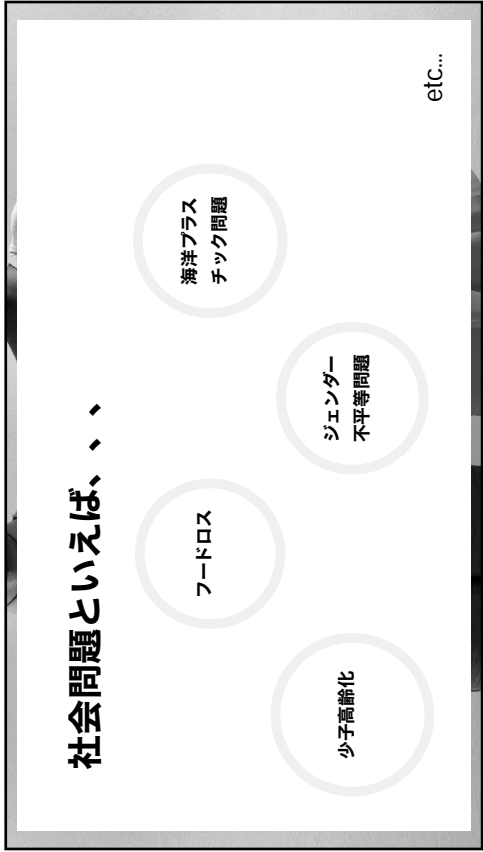 社会問題といえば、、、
少子高齢化
フードロス
ジェンダー
不平等問題
海洋プラス
チック問題
etc...